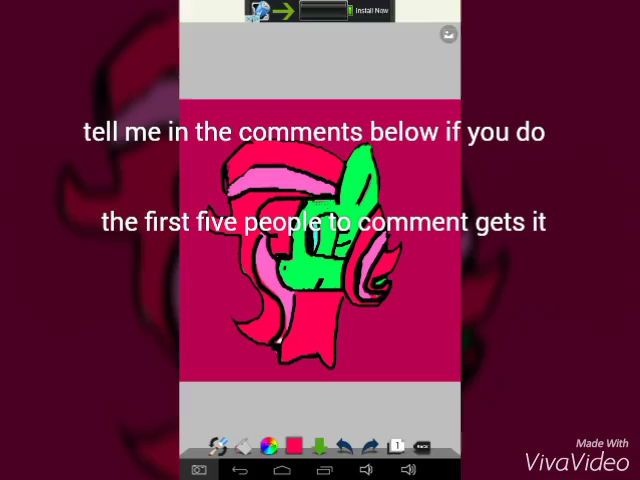 Install Now
tell me in the comments below if you do
the first five people to comment gets it
1
Made With
VivaVideo